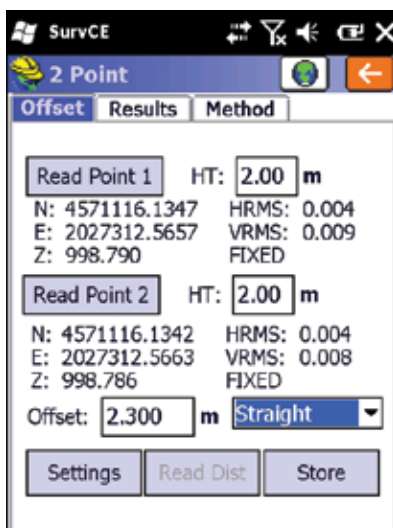 SurvCE
2 Point
Offset Results Method
Read Point 1 HT: 2.00 m
N: 4571116.1347 HRMS: 0.004
E: 2027312.5657 VRMS: 0.009
Z: 998.790 FIXED
Read Point 2 HT: 2.00 m
N: 4571116.1342 HRMS: 0.004
E: 2027312.5663 VRMS: 0.008
Z: 998.786 FIXED
Offset: 2.300 m Straight
Settings Read Dist Store